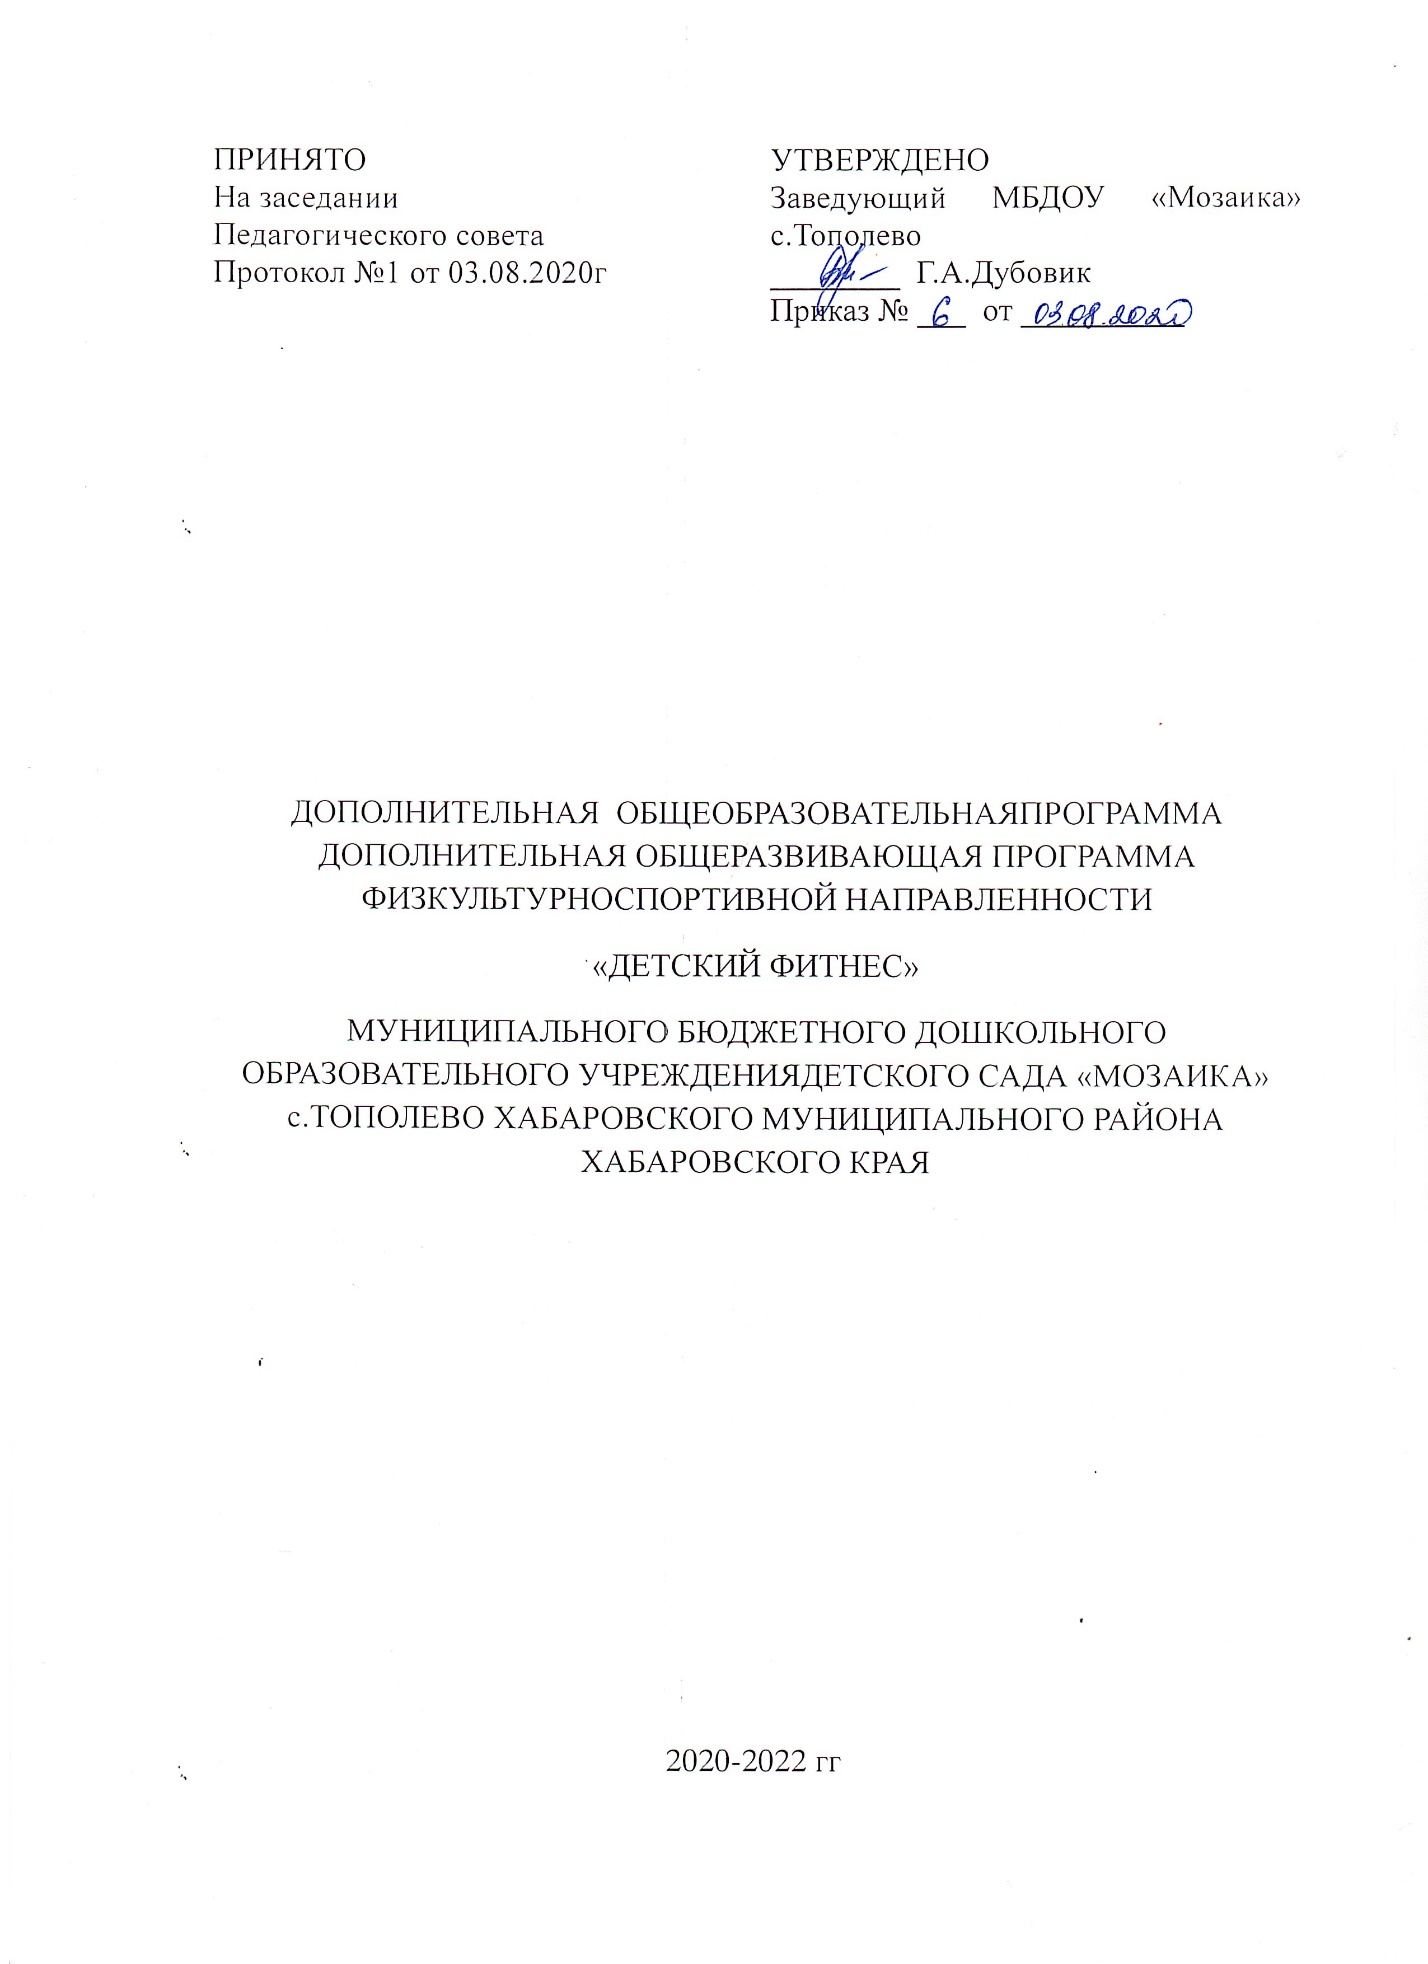 ПРИНЯТО
На заседании
Педагогического совета
Протокол №1 от 03.08.2020г
УТВЕРЖДЕНО
Заведующий МБДОУ «Мозаика»
с.Тополево
________ Г.А.Дубовик
Приказ № 6 от 03.08.2020
ДОПОЛНИТЕЛЬНАЯ ОБЩЕОБРАЗОВАТЕЛЬНАЯПРОГРАММА
ДОПОЛНИТЕЛЬНАЯ ОБЩЕРАЗВИВАЮЩАЯ ПРОГРАММА
ФИЗКУЛЬТУРНОСПОРТИВНОЙ НАПРАВЛЕННОСТИ
«ДЕТСКИЙ ФИТНЕС»
МУНИЦИПАЛЬНОГО БЮДЖЕТНОГО ДОШКОЛЬНОГО
ОБРАЗОВАТЕЛЬНОГО УЧРЕЖДЕНИЯДЕТСКОГО САДА «МОЗАИКА»
с.ТОПОЛЕВО ХАБАРОВСКОГО МУНИЦИПАЛЬНОГО РАЙОНА
ХАБАРОВСКОГО КРАЯ
2020-2022 гг